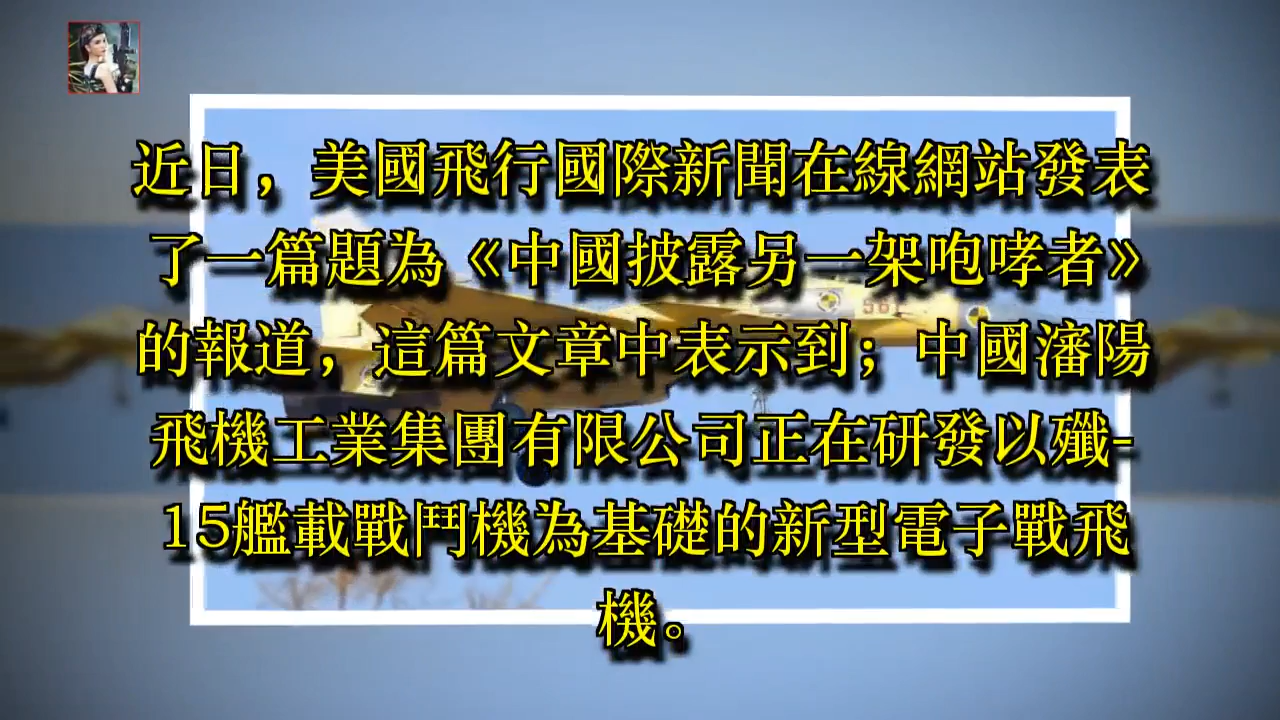 近日，美國飛行國際新聞在線網站發表
了一篇題為《中國披露另一架咆哮者》
的報道，這篇文章中表示到；中國瀋陽
飛機工業集團有限公司正在研發以殲-
15艦載戰鬥機為基礎的新型電子戰飛
機。